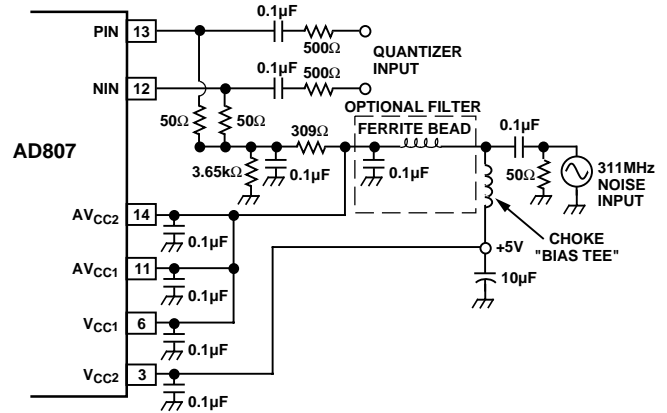 PIN 13
0.1µF
500Ω
QUANTIZER
INPUT
NIN 12
0.1µF
500Ω
50Ω
50Ω
OPTIONAL FILTER
FERRITE BEAD
309Ω
0.1µF
3.65kΩ
0.1µF
0.1µF
50Ω
311MHz
NOISE
INPUT
AD807
AVCC2 14
0.1µF
CHOKE
"BIAS TEE"
+5V
AVCC1 11
0.1µF
10µF
VCC1 6
0.1µF
VCC2 3
0.1µF